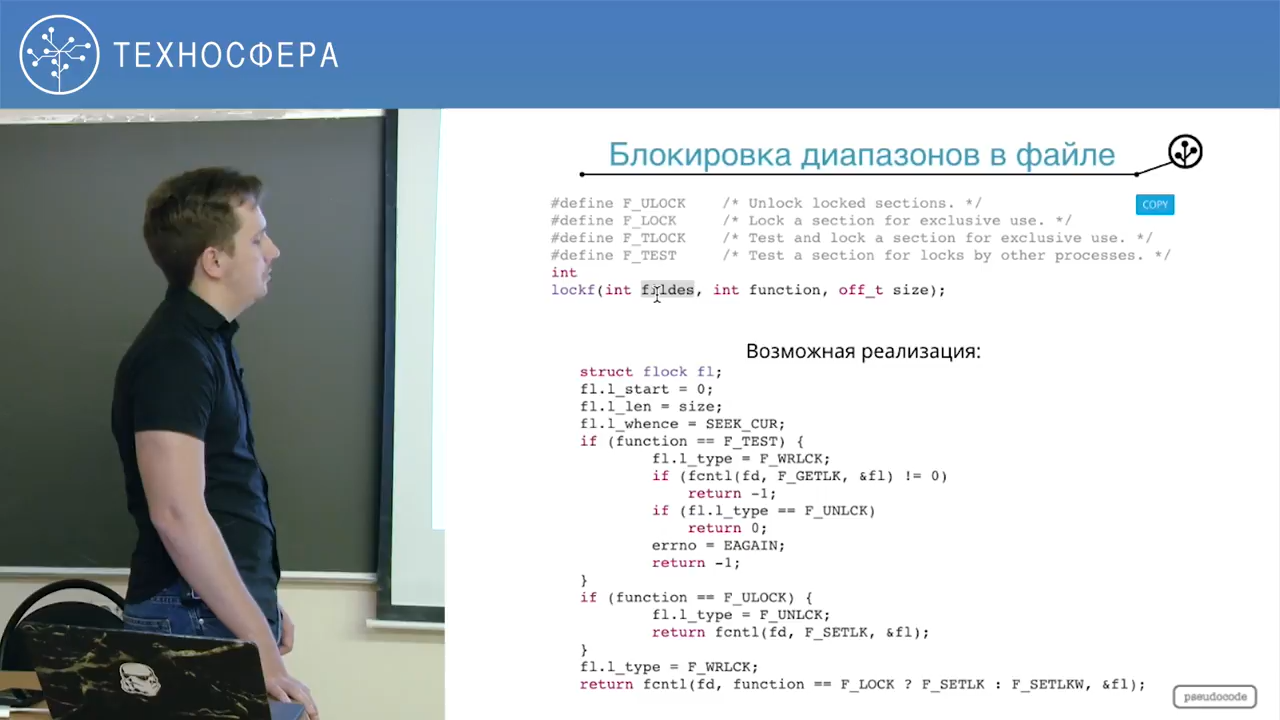 ТЕХНОСФЕРА
Блокировка диапазонов в файле
#define F_ULOCK /* Unlock locked sections. */
COPY
#define F_LOCK /* Lock a section for exclusive use. */
#define F_TLOCK /* Test and lock a section for exclusive use. */
#define F_TEST /* Test a section for locks by other processes. */
int
lockf(int fildes, int function, off_t size);
Возможная реализация:
struct flock fl;
fl.l_start = 0;
fl.l_len = size;
fl.l_whence = SEEK_CUR;
if (function == F_TEST) {
fl.l_type = F_WRLCK;
if (fcntl(fd, F_GETLK, &fl) != 0)
return -1;
if (fl.l_type == F_UNLCK)
return 0;
errno = EAGAIN;
return -1;
}
if (function == F_ULOCK) {
fl.l_type = F_UNLCK;
return fcntl(fd, F_SETLK, &fl);
}
fl.l_type = F_WRLCK;
return fcntl(fd, function == F_LOCK ? F_SETLK : F_SETLKW, &fl);
pseudocode